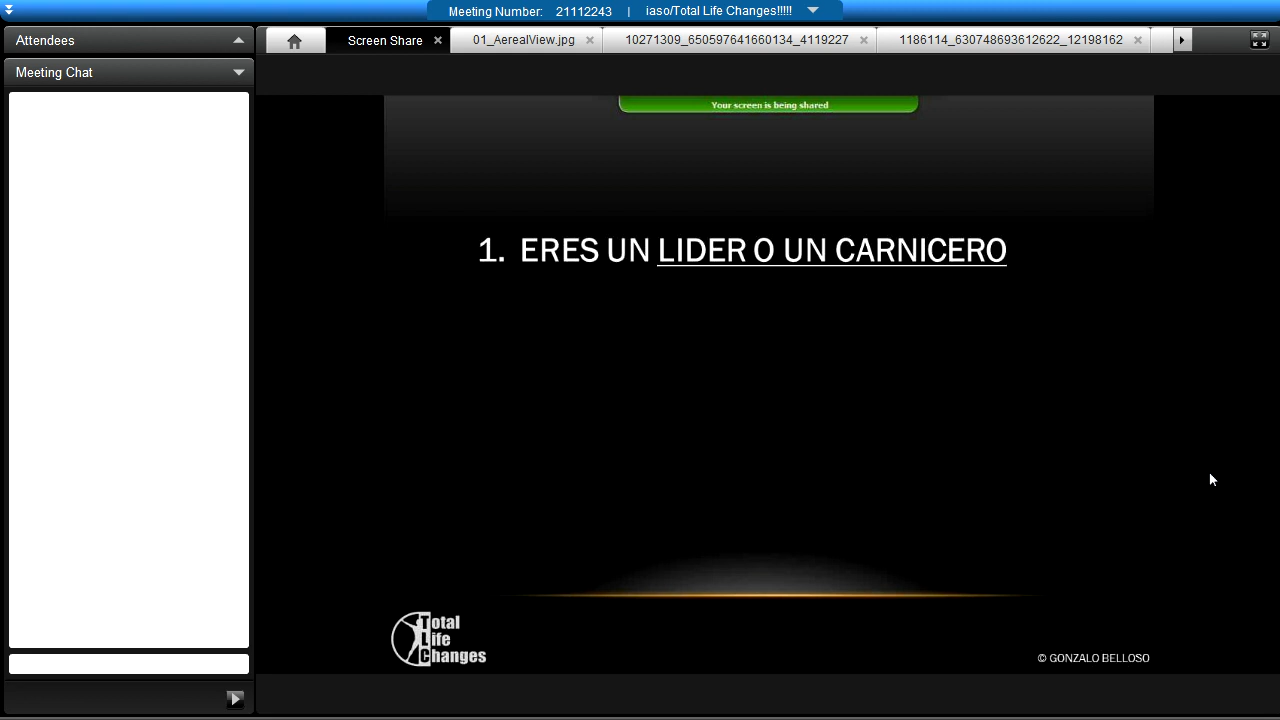 Meeting Number: 21112243 | iaso/Total Life Changes!!!!!
Attendees
Screen Share
01_AerealView.jpg
10271309_650597641660134_4119227
1186114_630748693612622_12198162
Meeting Chat
Your screen is being shared
1. ERES UN LIDER O UN CARNICERO
Total
Life
Changes
© GONZALO BELLOSO